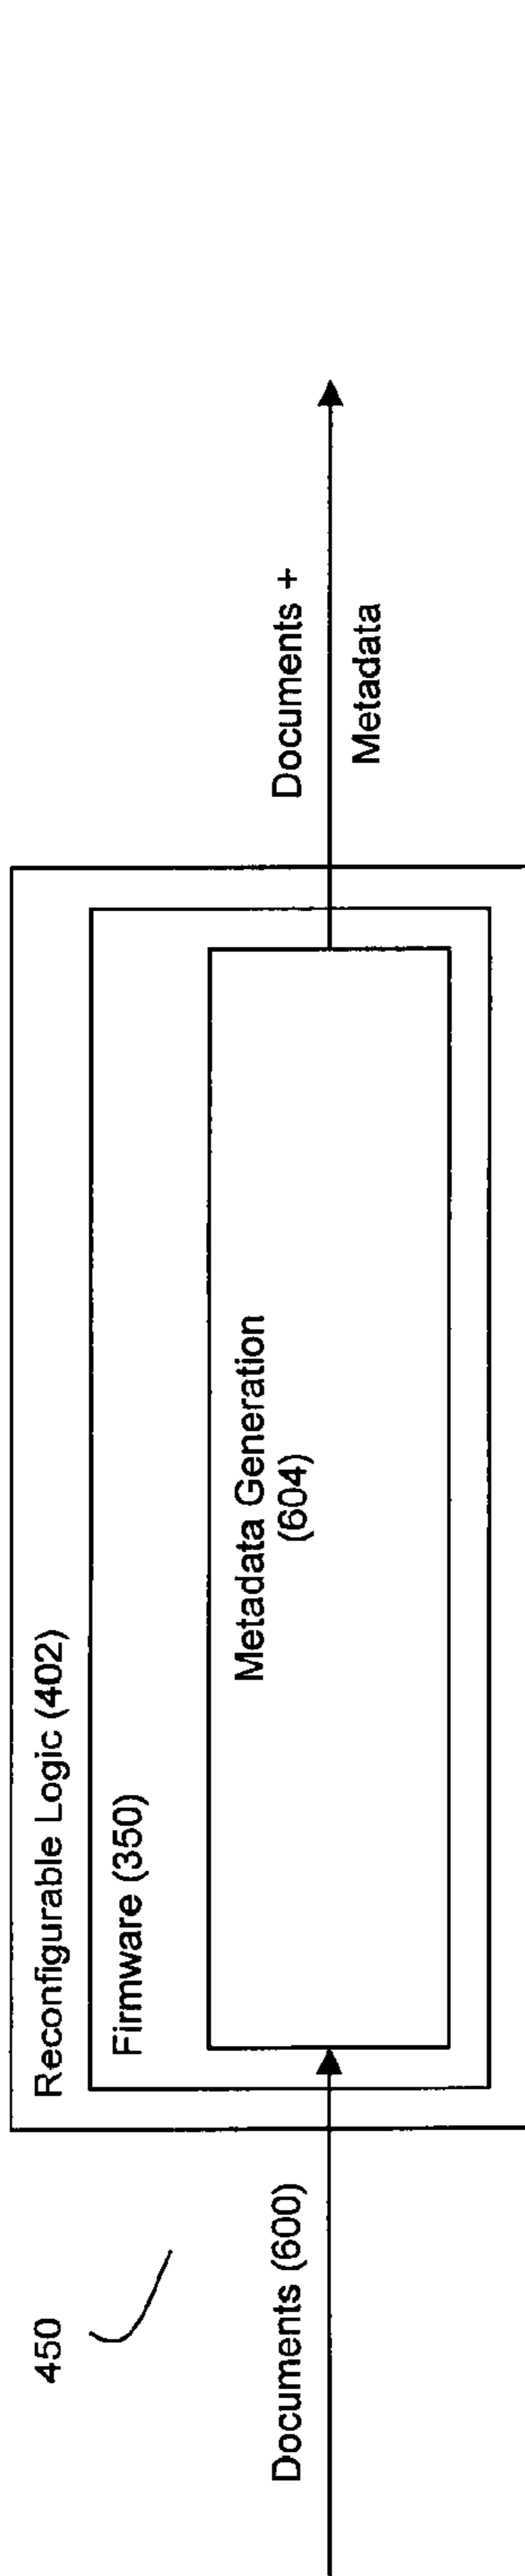 450
Reconfigurable Logic (402)
Firmware (350)
Metadata Generation
(604)
Documents (600)
Documents +
Metadata